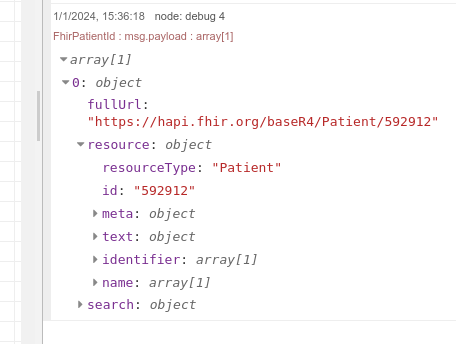 1/1/2024, 15:36:18 node: debug 4
FhirPatientId : msg.payload : array[1]
array[1]
0: object
fullUrl:
"https://hapi.fhir.org/baseR4/Patient/592912"
resource: object
resourceType: "Patient"
id: "592912"
meta: object
text: object
identifier: array[1]
name: array[1]
search: object